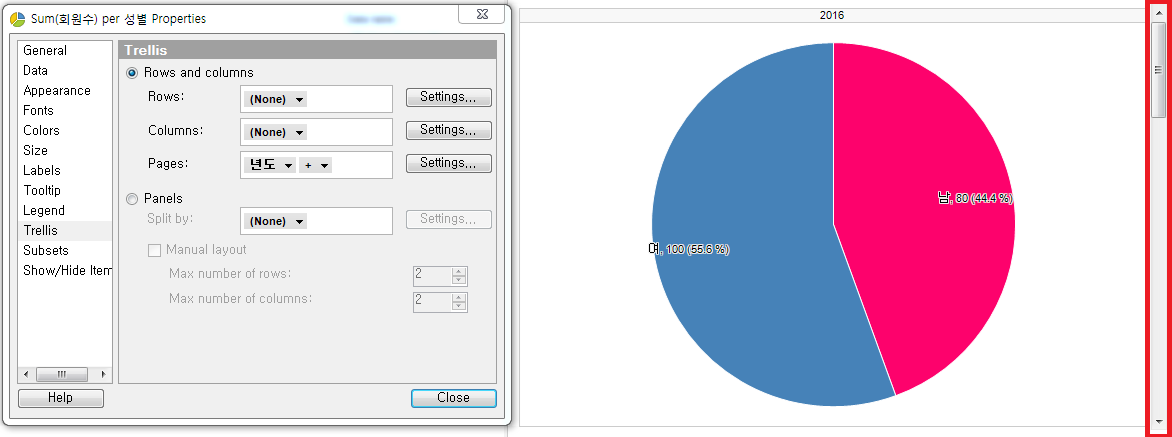 Sum(회원수) per 성별 Properties
General
Data
Appearance
Fonts
Colors
Size
Labels
Tooltip
Legend
Trellis
Subsets
Show/Hide Item
Trellis
Rows and columns
Rows: (None) Settings...
Columns: (None) Settings...
Pages: 년도 + Settings...
Panels
Split by: (None) Settings...
Manual layout
Max number of rows: 2
Max number of columns: 2
Help
Close
2016
남, 80 (44.4 %)
여, 100 (55.6 %)